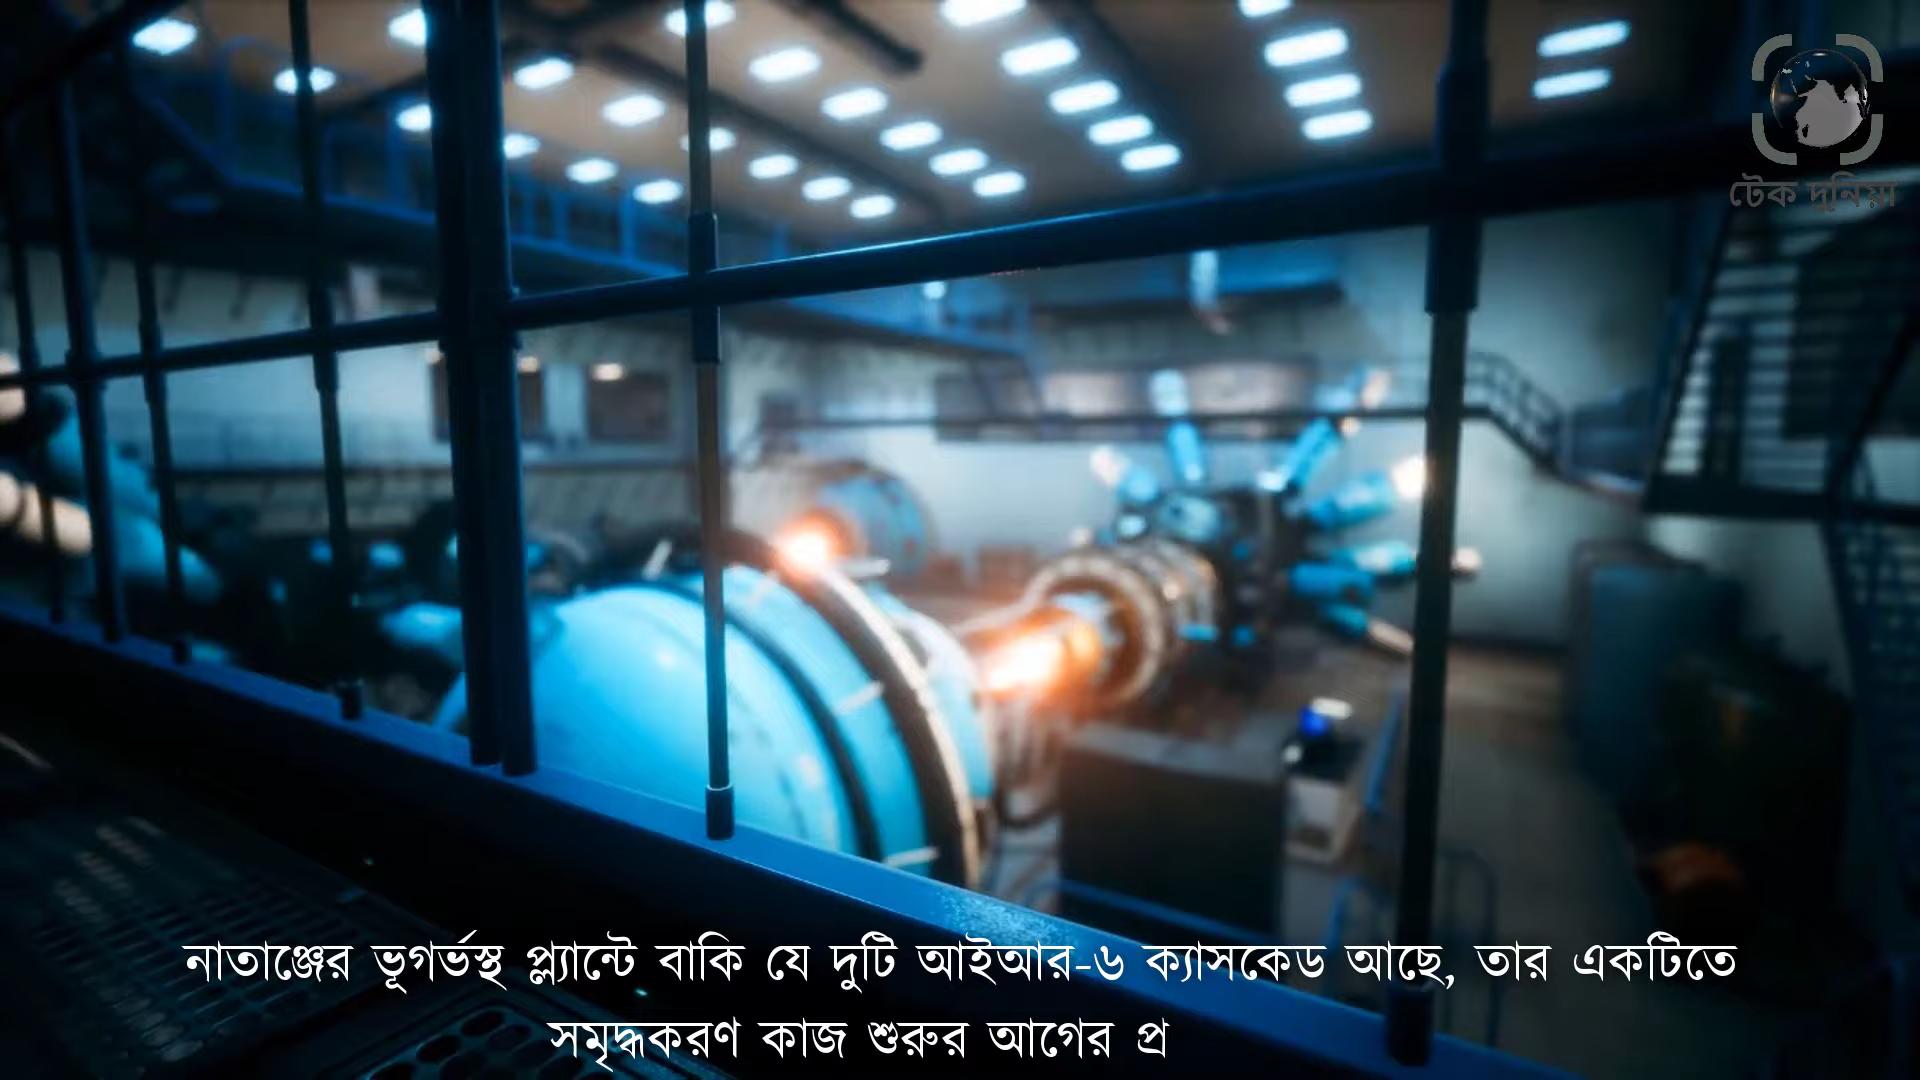 টেক দুনিয়া
নাতাঞ্জের ভূগর্ভস্থ প্ল্যান্টে বাকি যে দুটি আইআর-৬ ক্যাসকেড আছে, তার একটিতে
সমৃদ্ধকরণ কাজ শুরুর আগের প্র